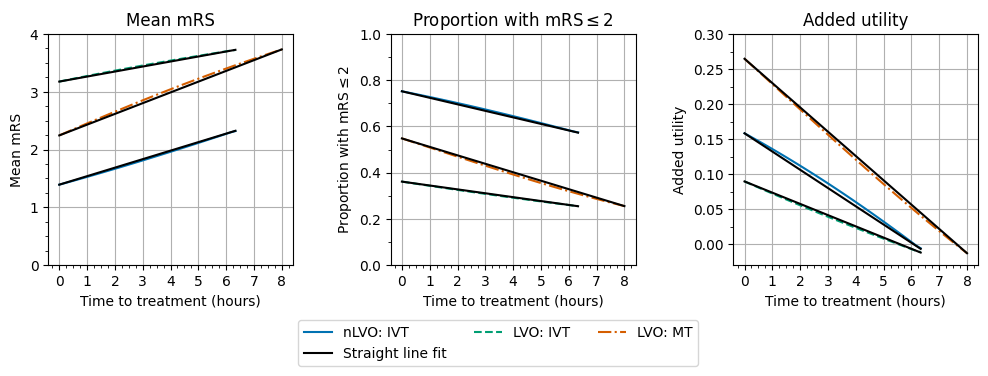 Mean mRS
Proportion with mRS ≤ 2
Added utility
Mean mRS
4
3
2
1
0
0 1 2 3 4 5 6 7 8
Time to treatment (hours)
Proportion with mRS ≤ 2
1.0
0.8
0.6
0.4
0.2
0.0
0 1 2 3 4 5 6 7 8
Time to treatment (hours)
Added utility
0.30
0.25
0.20
0.15
0.10
0.05
0.00
0 1 2 3 4 5 6 7 8
Time to treatment (hours)
nLVO: IVT
LVO: IVT
LVO: MT
Straight line fit